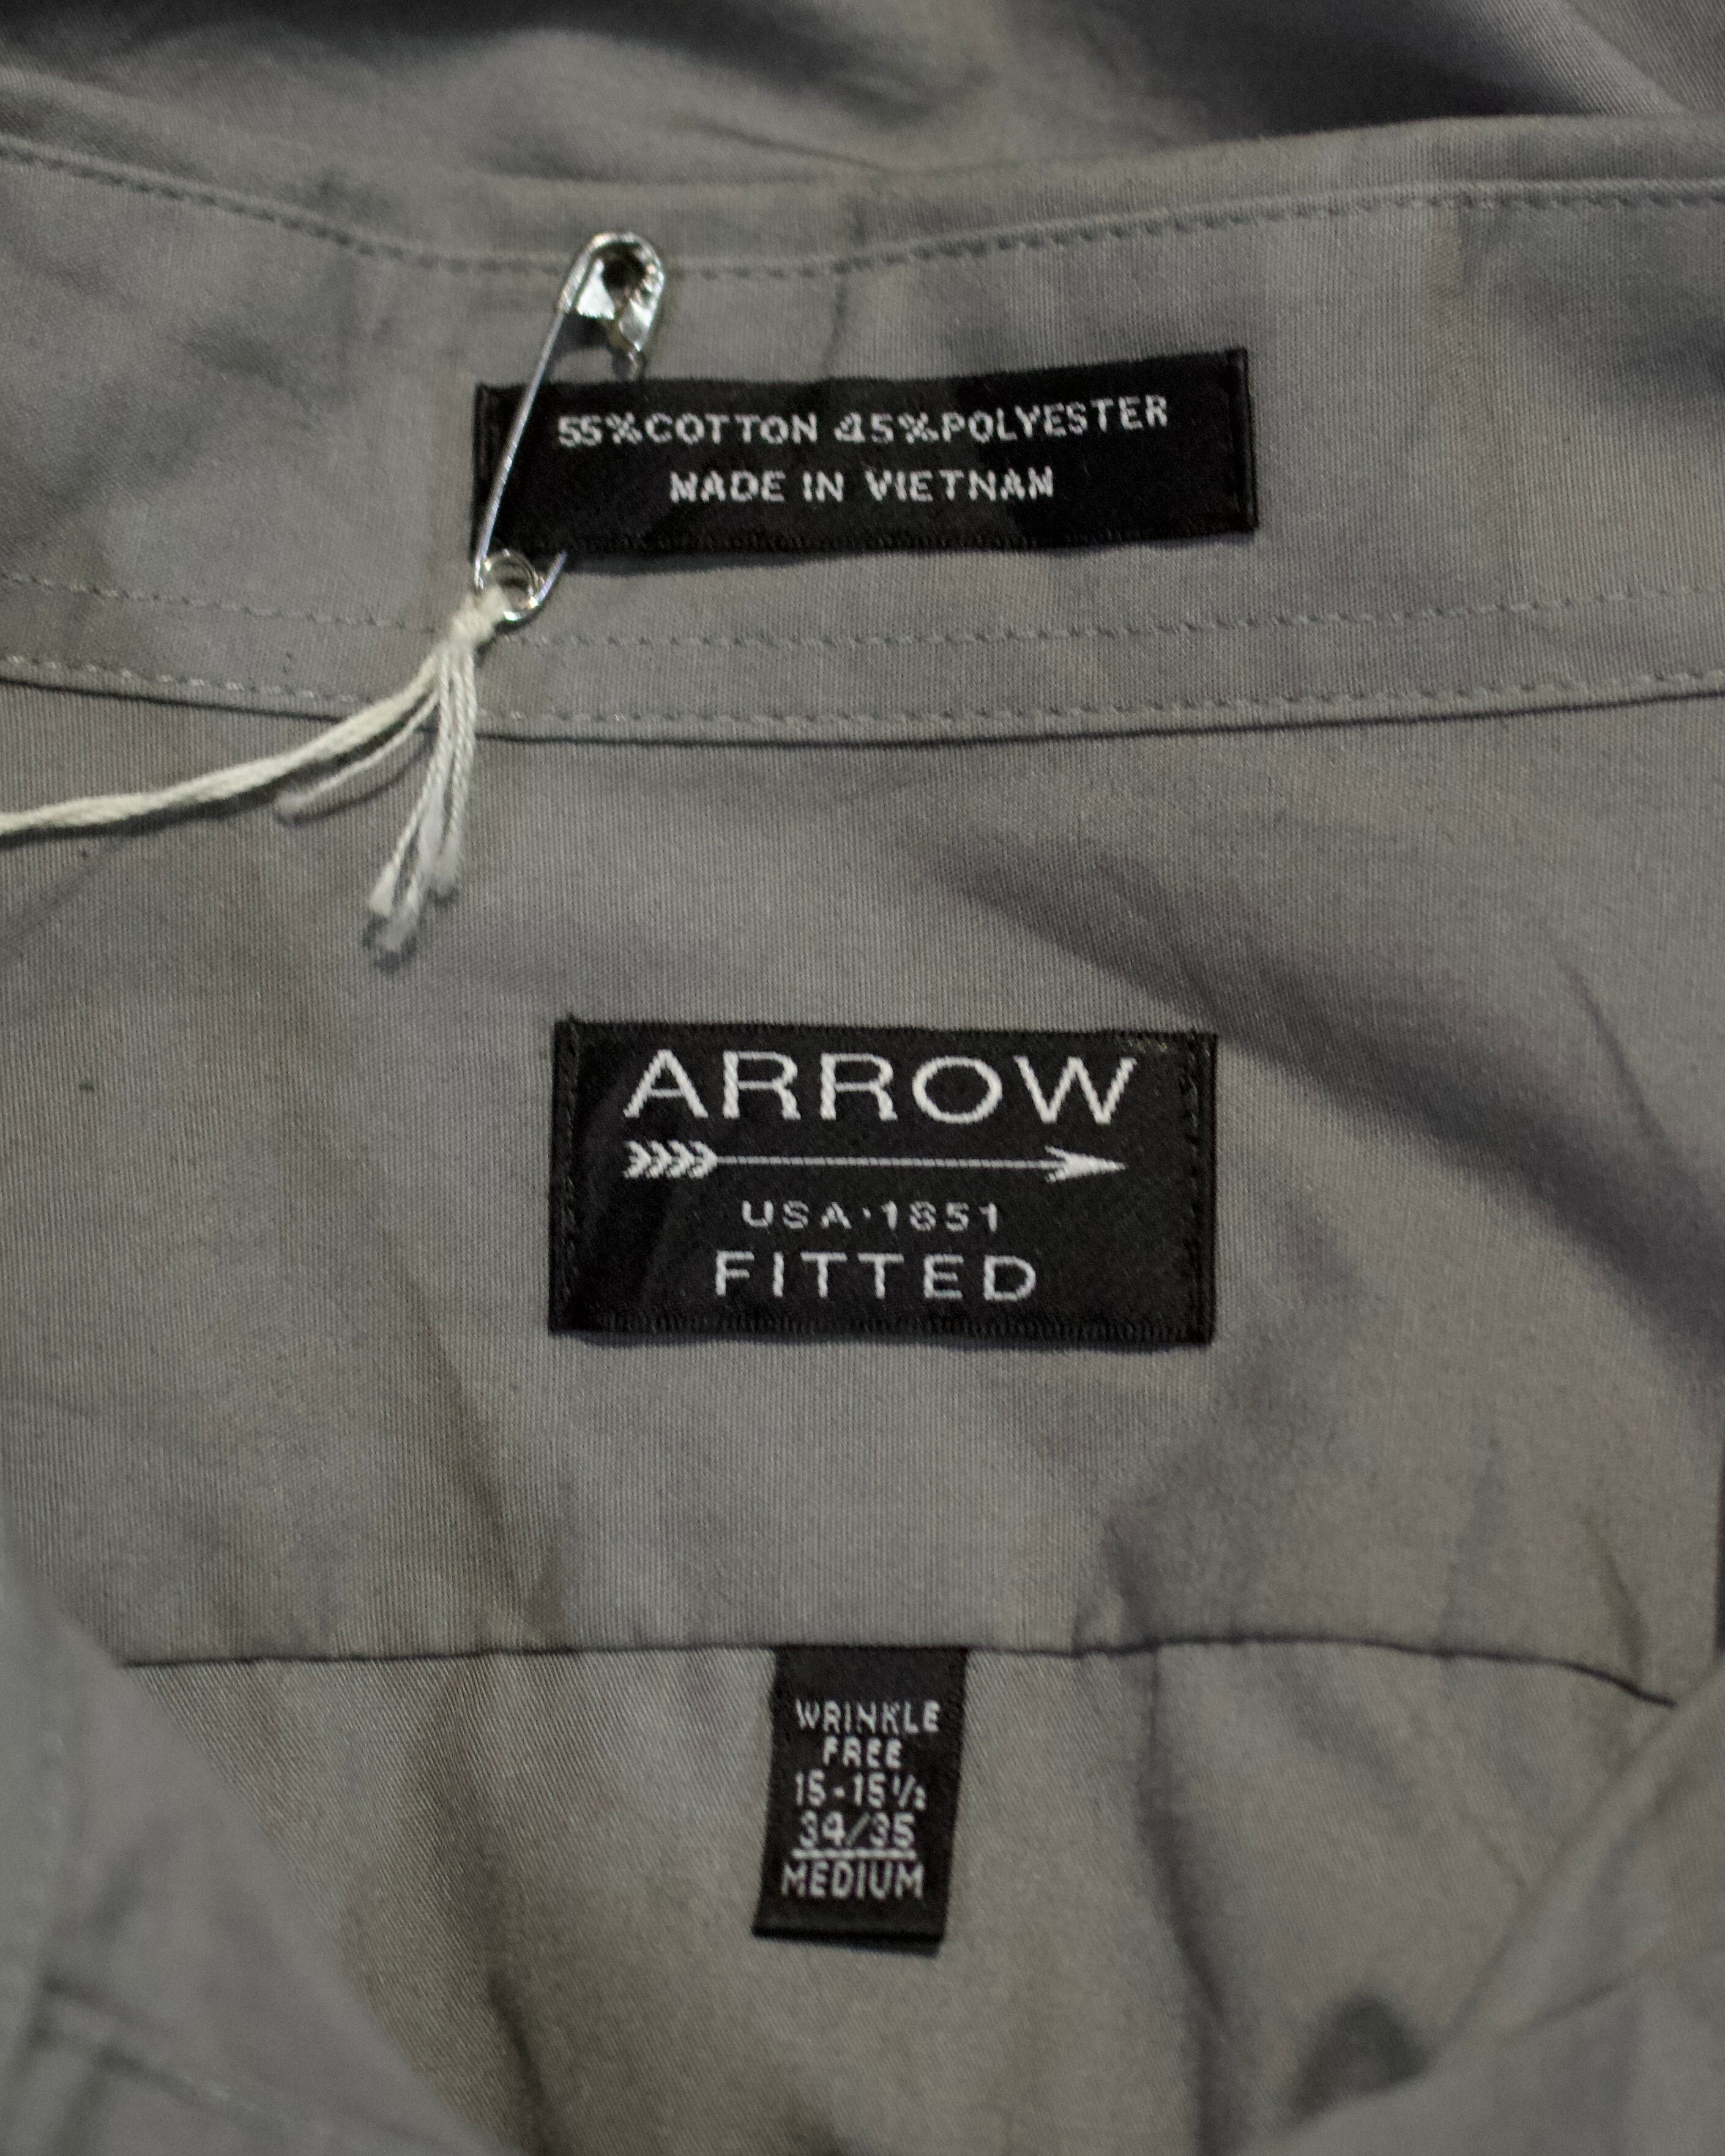 55%COTTON 45%POLYESTER
MADE IN VIETNAM
ARROW
USA·1851
FITTED
WRINKLE
FREE
15-15½
34/35
MEDIUM